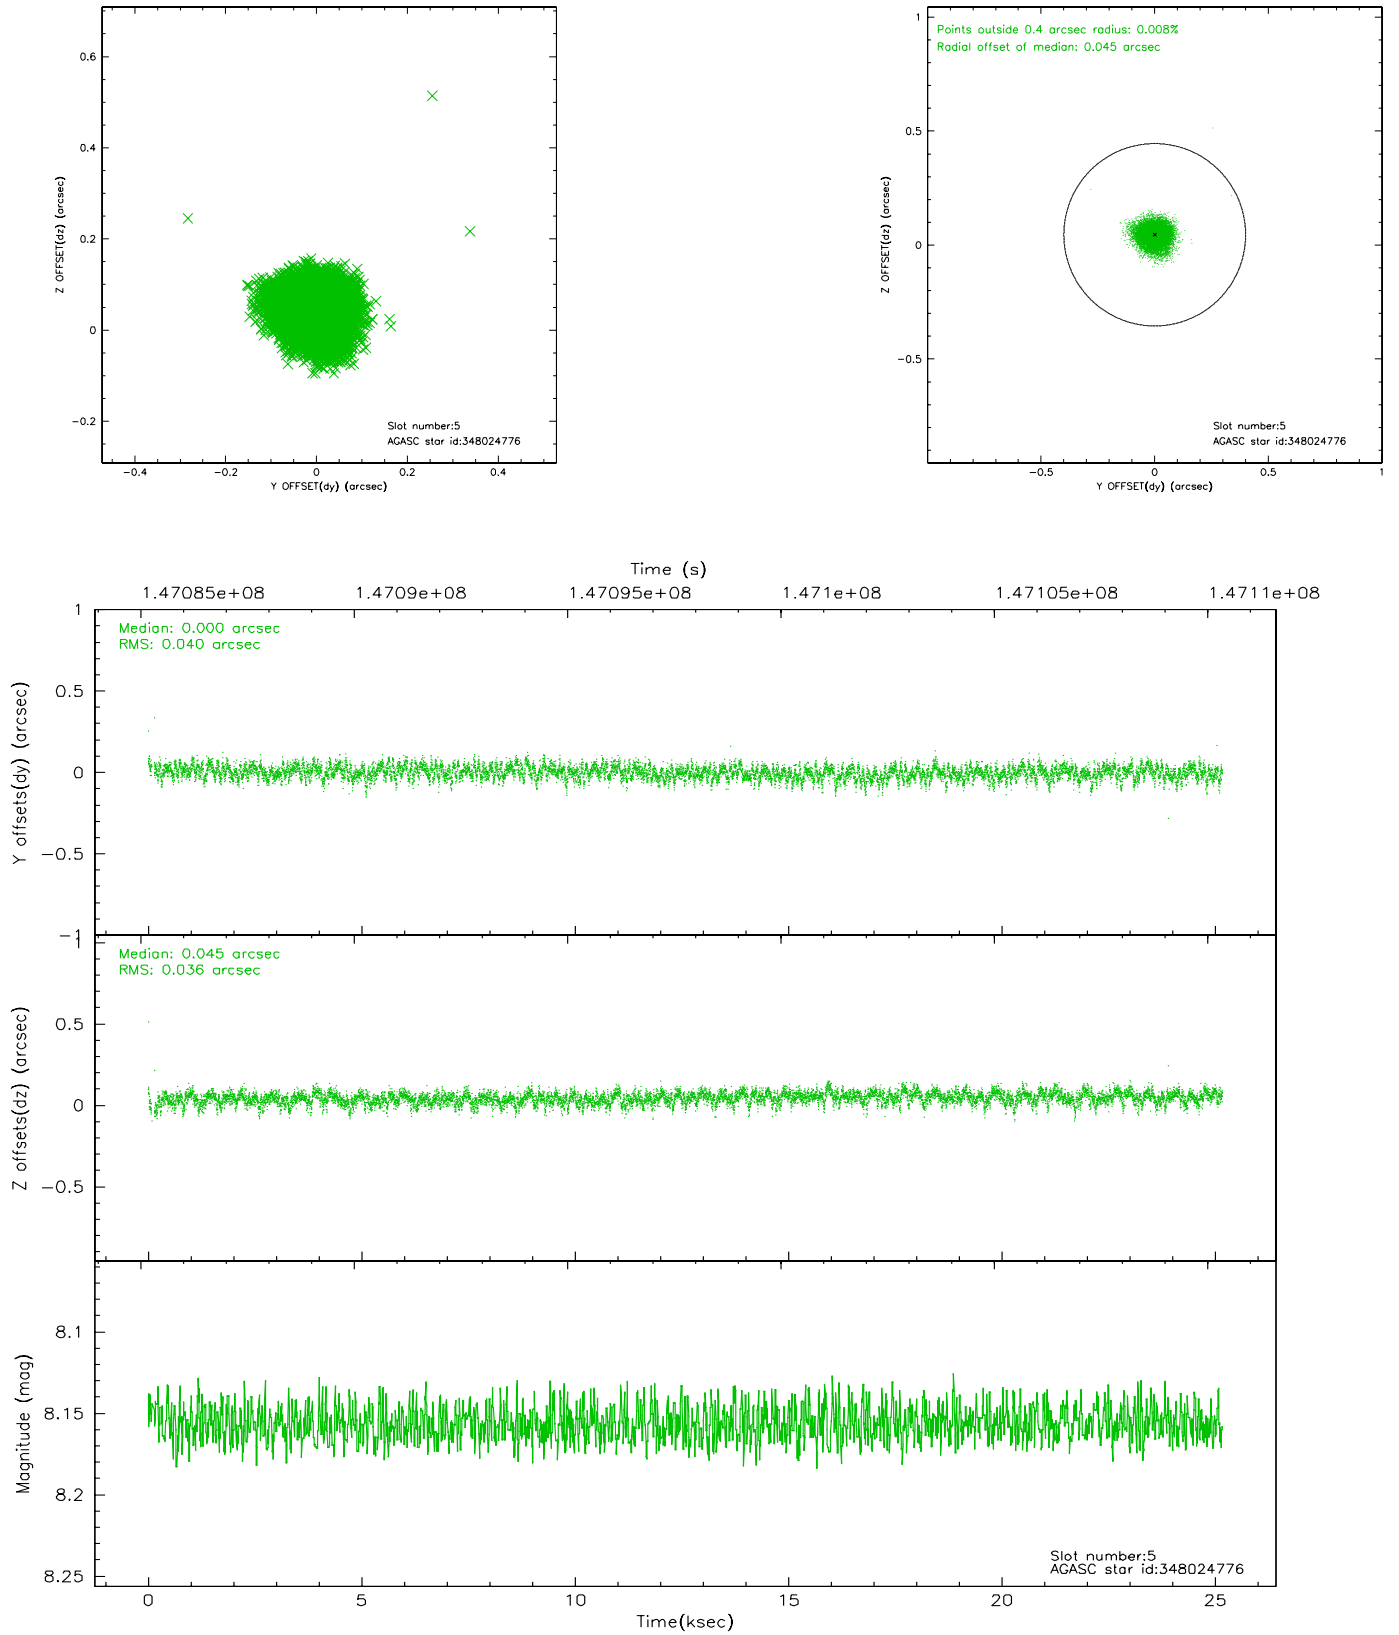 0.6
0.4
0.2
0
−0.2
Z OFFSET(dz) (arcsec)
Slot number:5
AGASC star id:348024776
−0.4 −0.2 0 0.2 0.4
Y OFFSET(dy) (arcsec)
Points outside 0.4 arcsec radius: 0.008%
Radial offset of median: 0.045 arcsec
1
0.5
0
−0.5
Z OFFSET(dz) (arcsec)
Slot number:5
AGASC star id:348024776
−0.5 0 0.5 1
Y OFFSET(dy) (arcsec)
Time (s)
1.47085e+08 1.4709e+08 1.47095e+08 1.471e+08 1.47105e+08 1.4711e+08
Median: 0.000 arcsec
RMS: 0.040 arcsec
1
0.5
0
−0.5
−1
Y offsets(dy) (arcsec)
Median: 0.045 arcsec
RMS: 0.036 arcsec
1
0.5
0
−0.5
Z offsets(dz) (arcsec)
8.1
8.15
8.2
8.25
Magnitude (mag)
Slot number:5
AGASC star id:348024776
0 5 10 15 20 25
Time(ksec)